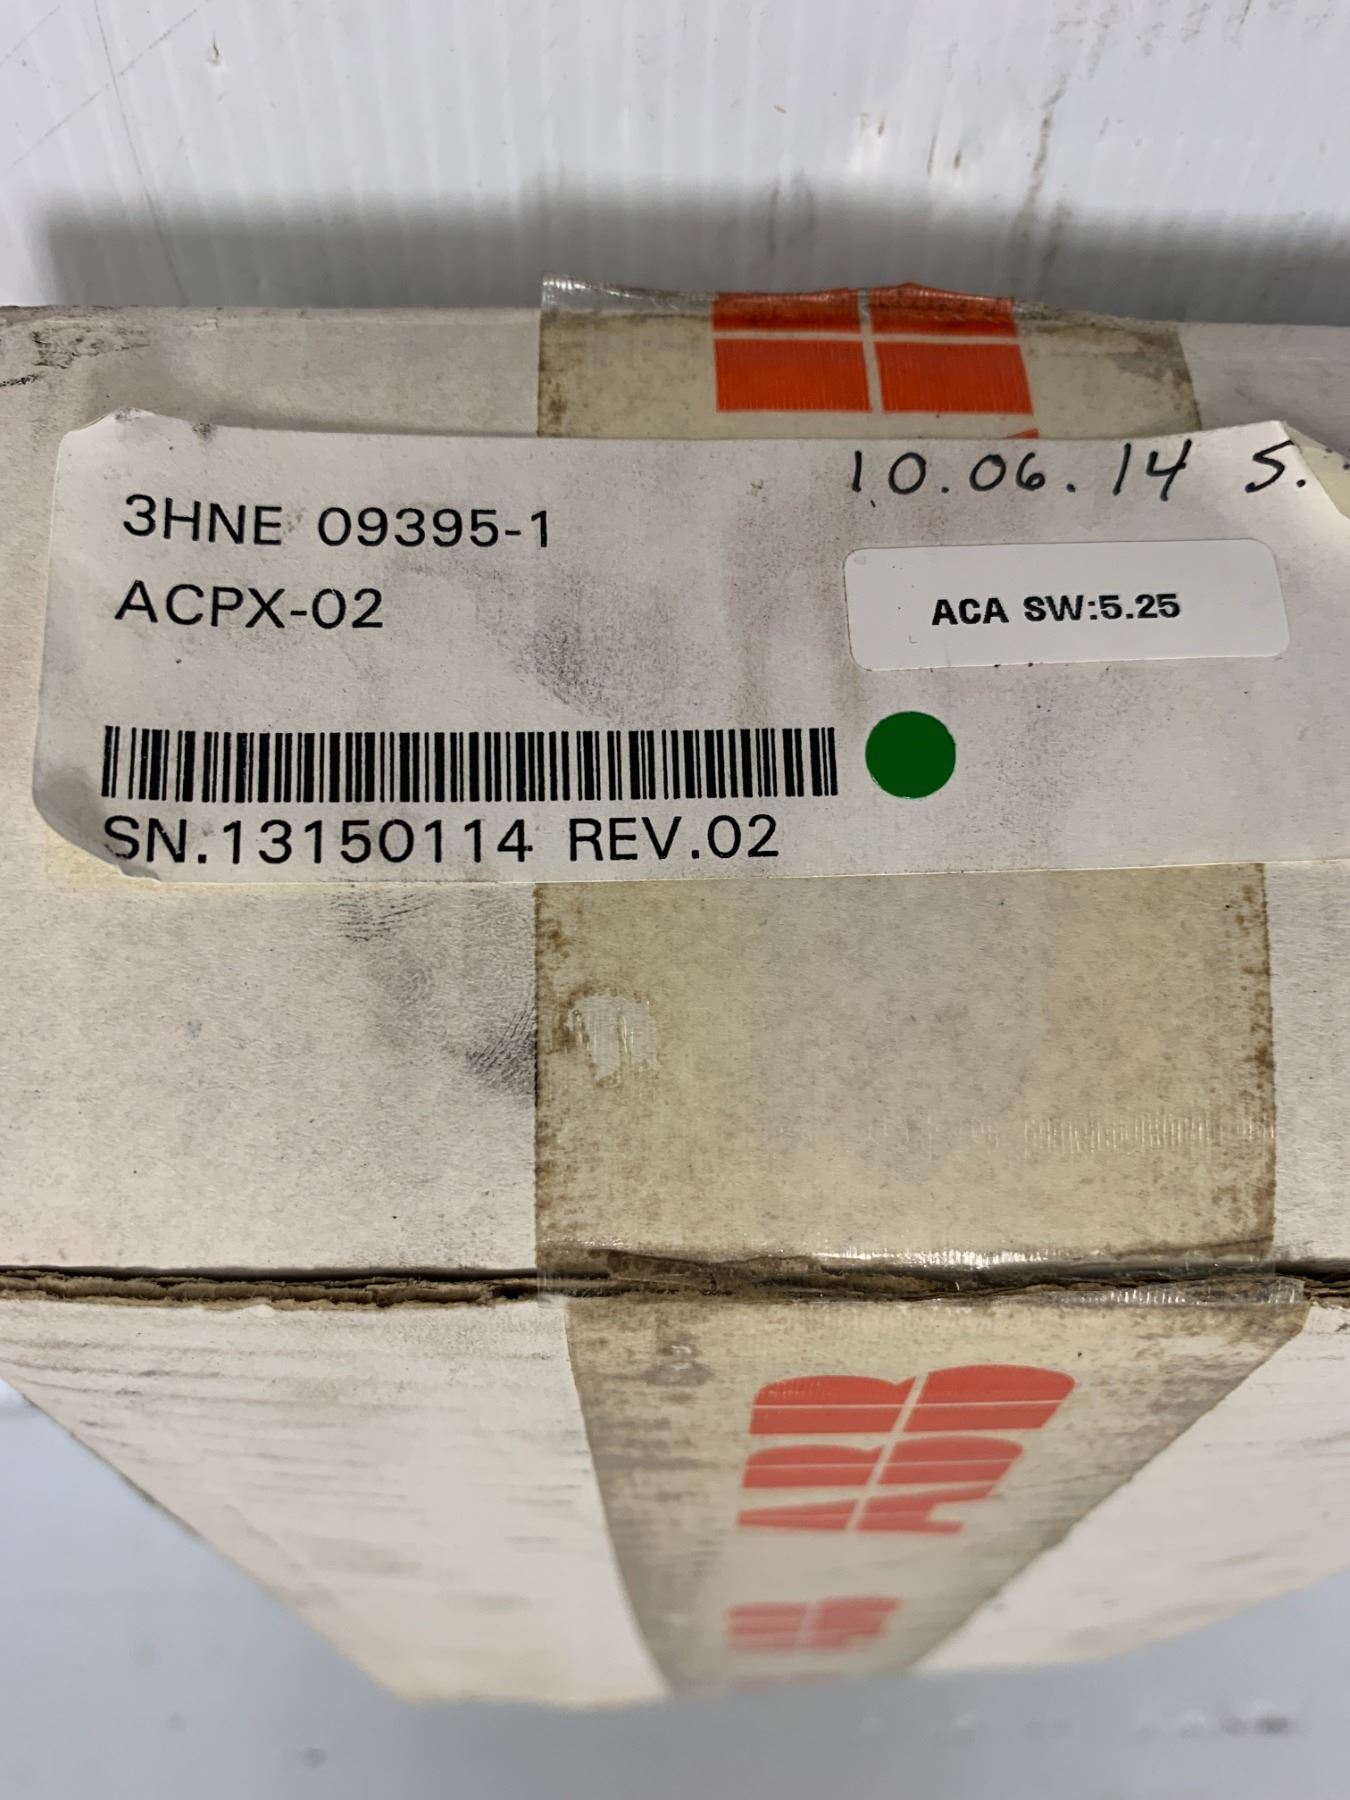 10.06.14 S.
3HNE 09395-1
ACPX-02
ACA SW:5.25
SN.13150114 REV.02
ABB